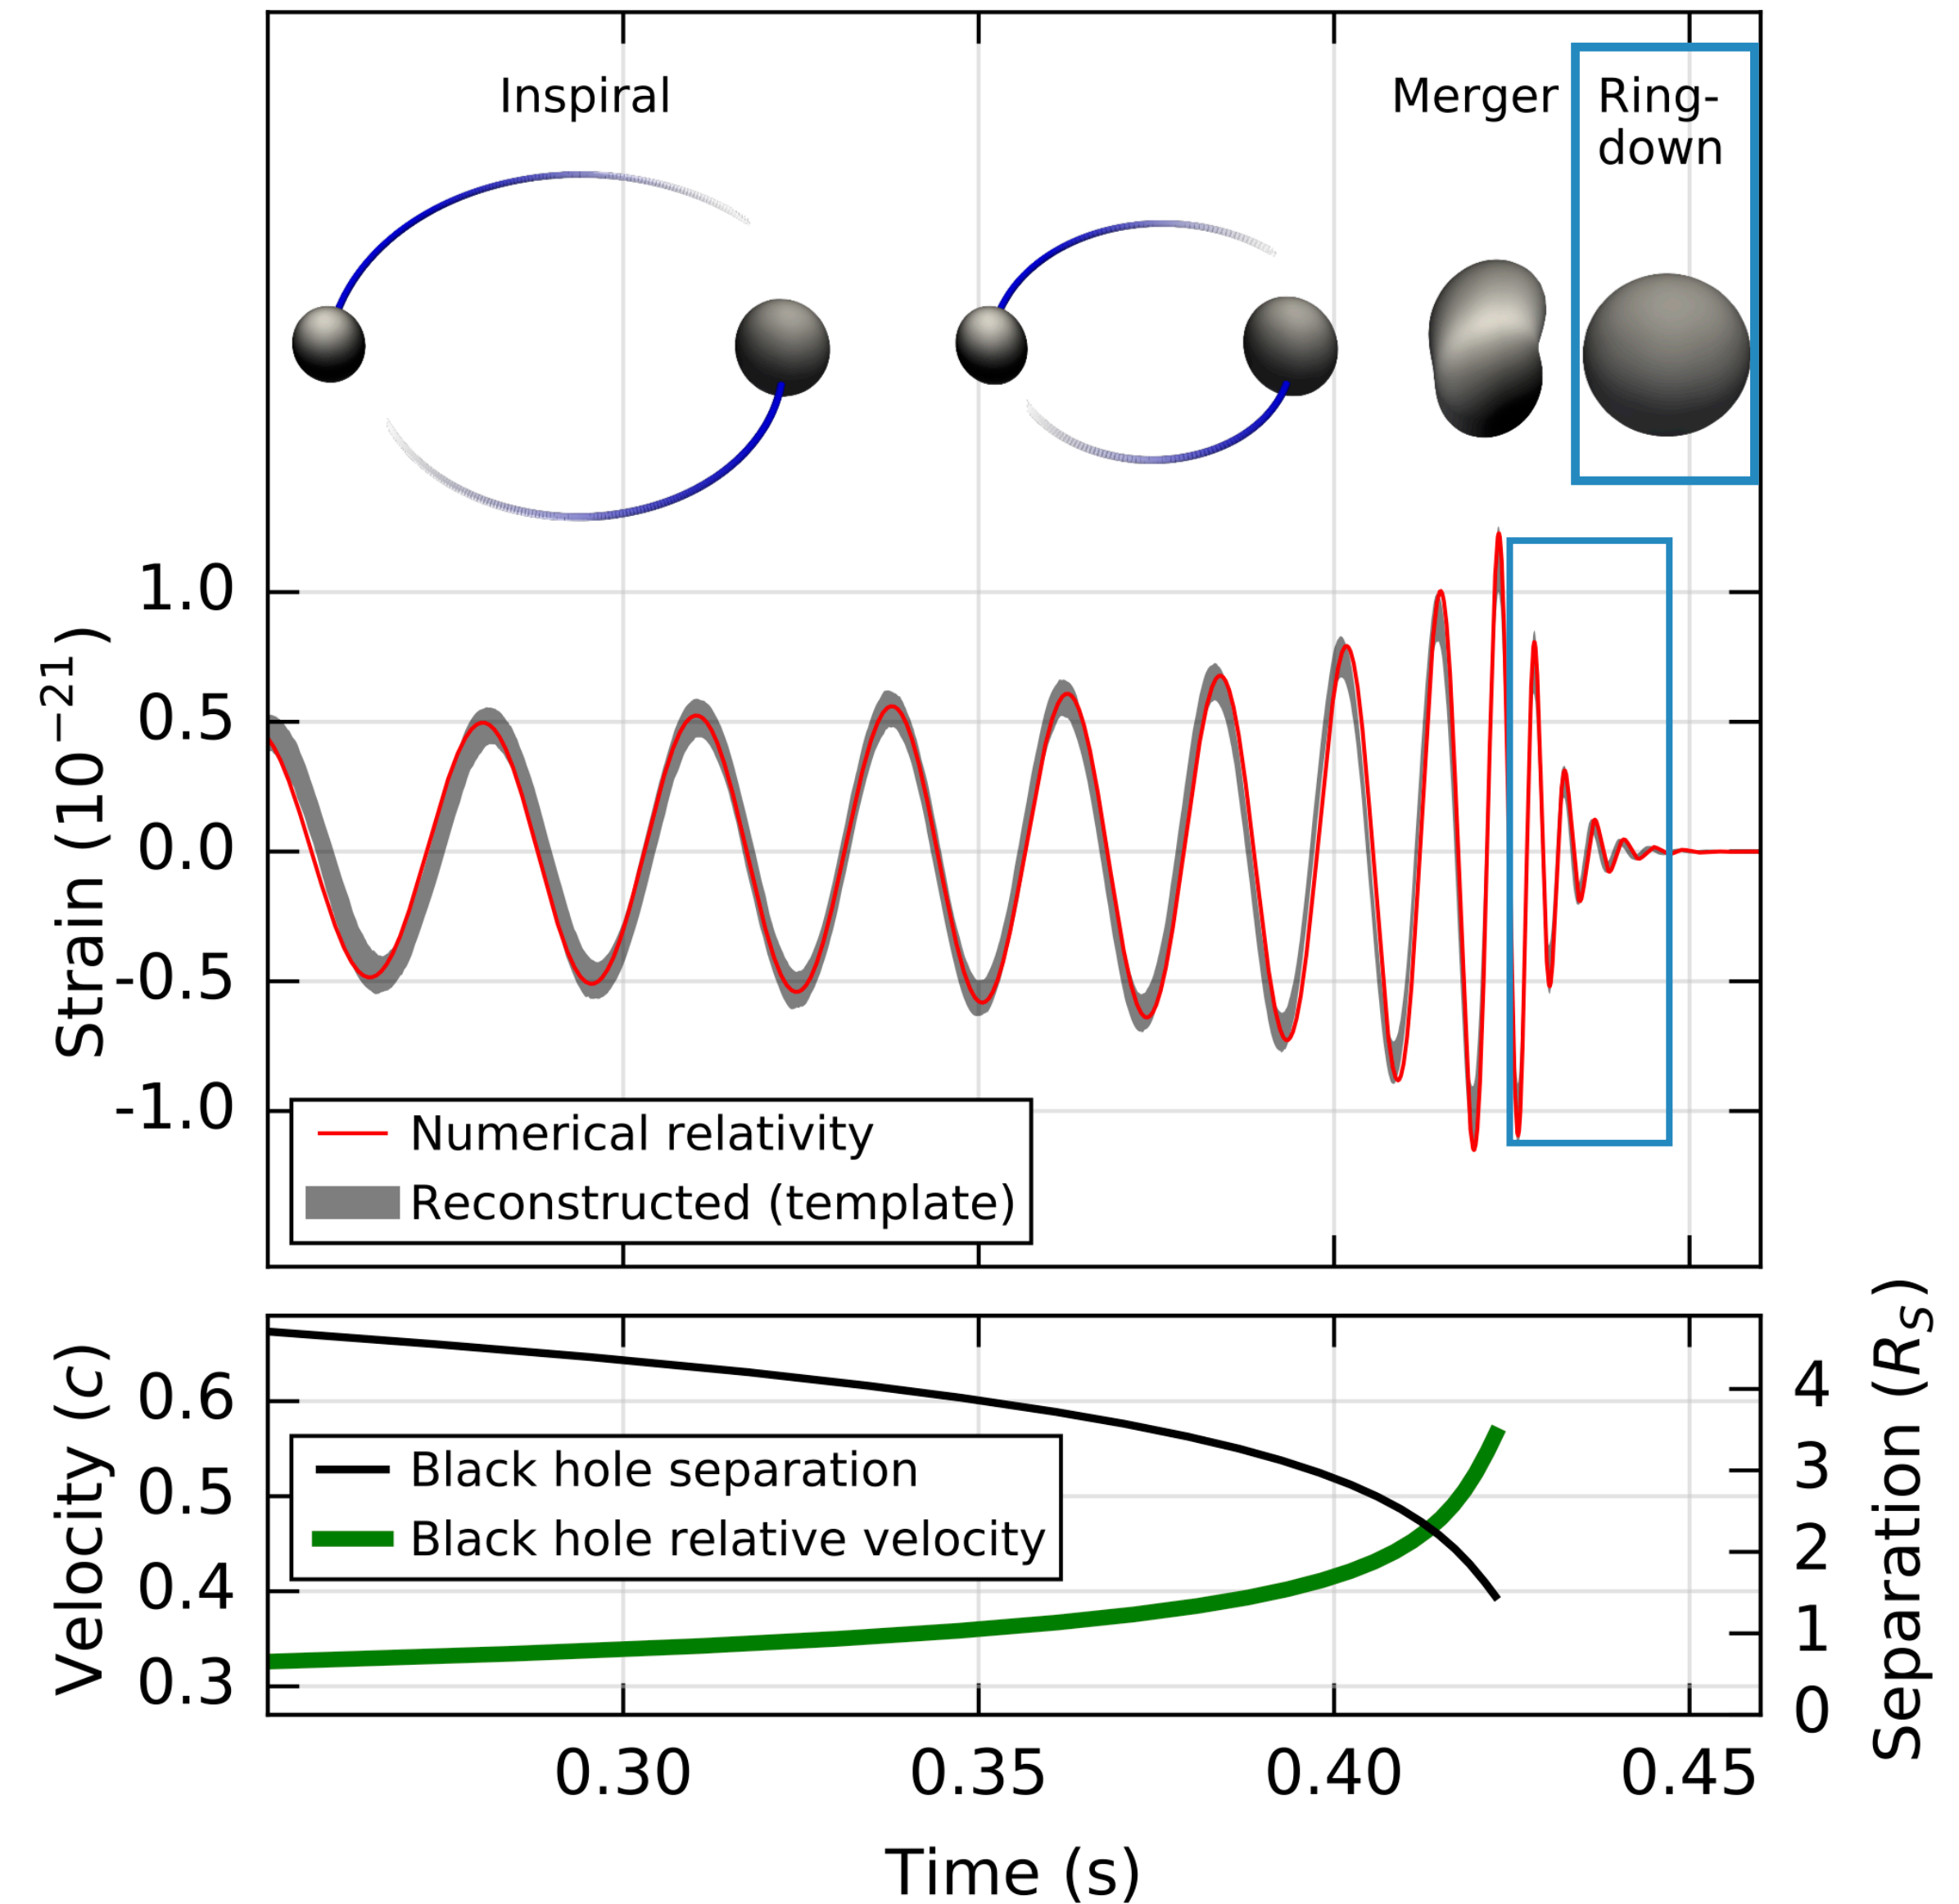 Inspiral
Merger
Ring-
down
1.0
0.5
0.0
-0.5
-1.0
Strain (10⁻²¹)
Numerical relativity
Reconstructed (template)
Velocity (c)
0.6
0.5
0.4
0.3
Black hole separation
Black hole relative velocity
4
3
2
1
0
Separation (R_S)
0.30 0.35 0.40 0.45
Time (s)